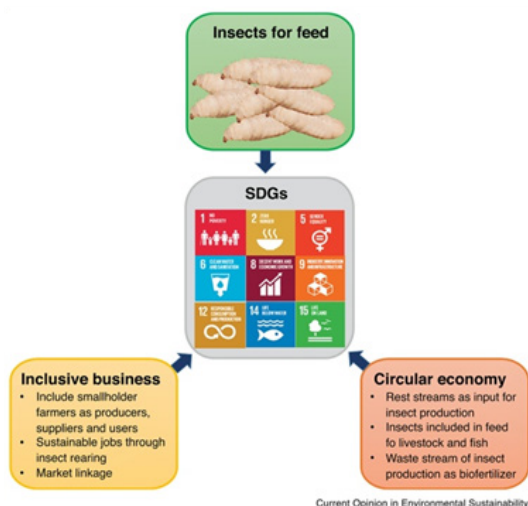 Insects for feed
SDGs
1 NO
POVERTY
2 ZERO
HUNGER
5 GENDER
EQUALITY
6 CLEAN WATER
AND SANITATION
8 DECENT WORK AND
ECONOMIC GROWTH
9 INDUSTRY, INNOVATION
AND INFRASTRUCTURE
12 RESPONSIBLE
CONSUMPTION
AND PRODUCTION
14 LIFE
BELOW WATER
15 LIFE
ON LAND
Inclusive business
• Include smallholder
farmers as producers,
suppliers and users
• Sustainable jobs through
insect rearing
• Market linkage
Circular economy
• Rest streams as input for
insect production
• Insects included in feed
fo livestock and fish
• Waste stream of insect
production as biofertilizer
Current Opinion in Environmental Sustainability